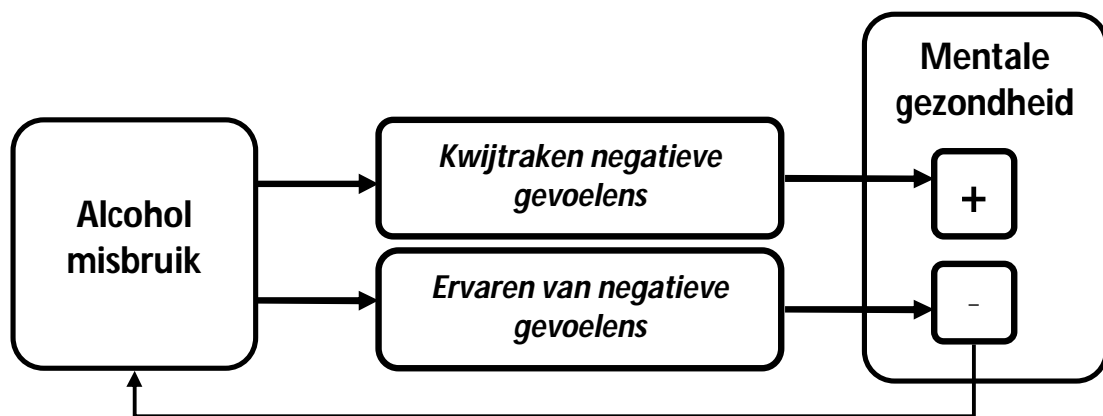 Alcohol
misbruik
Kwijtraken negatieve
gevoelens
Ervaren van negatieve
gevoelens
Mentale
gezondheid
+
-